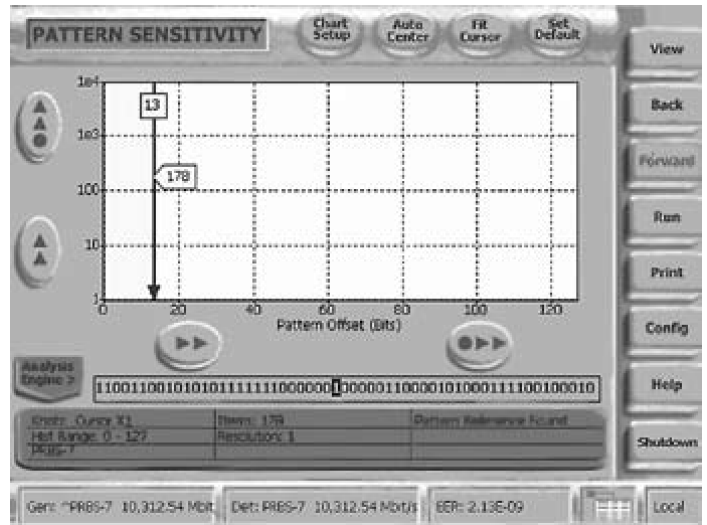 PATTERN SENSITIVITY
Chart Setup
Auto Center
Fit Cursor
Set Default
View
Back
Forward
Run
Print
Config
Help
Shutdown
1e4
1e3
100
10
1
13
178
0 20 40 60 80 100 120
Pattern Offset (Bits)
Analysis Engine >
Knob: Cursor X1 Items: 178 Pattern Reference Found
Hist Range: 0 - 127 Resolution: 1
PRBS-7
Gen: ^PRBS-7 10,312.54 Mbit Det: PRBS-7 10,312.54 Mbit/s BER: 2.13E-09 Local